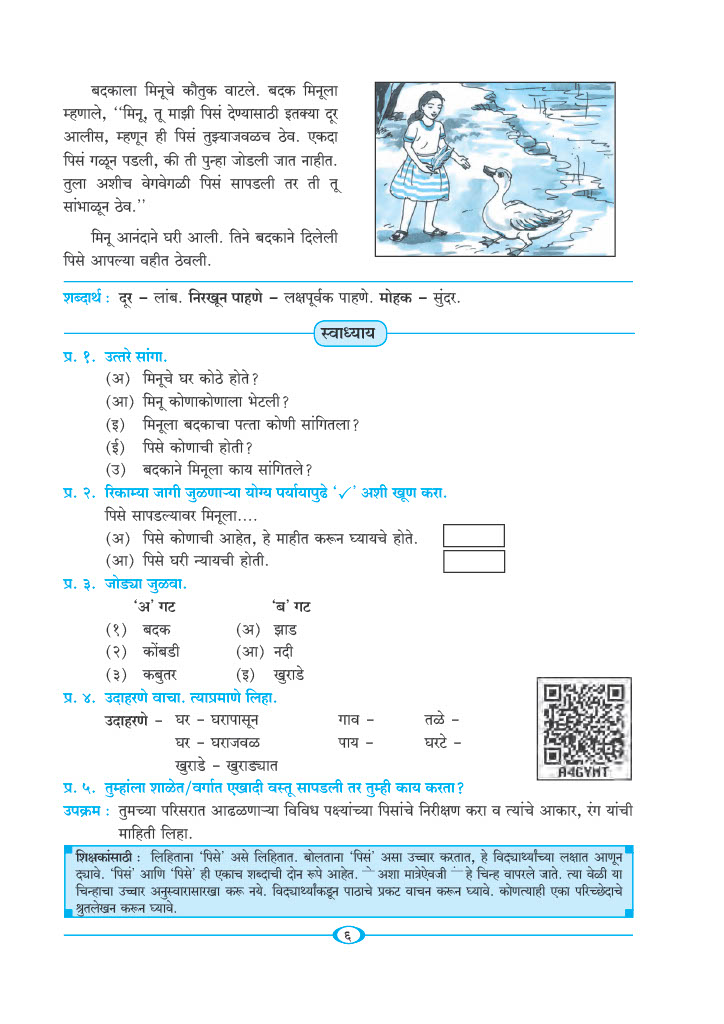 बदकाला मिनूचे कौतुक वाटले. बदक मिनूला
म्हणाले, ‘‘मिनू, तू माझी पिसं देण्यासाठी इतक्या दूर
आलीस, म्हणून ही पिसं तुझ्याजवळच ठेव. एकदा
पिसं गळून पडली, की ती पुन्हा जोडली जात नाहीत.
तुला अशीच वेगवेगळी पिसं सापडली तर ती तू
सांभाळून ठेव.’’
मिनू आनंदाने घरी आली. तिने बदकाने दिलेली
पिसे आपल्या वहीत ठेवली.
शब्दार्थ : दूर – लांब. निरखून पाहणे – लक्षपूर्वक पाहणे. मोहक – सुंदर.
स्वाध्याय
प्र. १. उत्तरे सांगा.
(अ) मिनूचे घर कोठे होते?
(आ) मिनू कोणाकोणाला भेटली?
(इ) मिनूला बदकाचा पत्ता कोणी सांगितला?
(ई) पिसे कोणाची होती?
(उ) बदकाने मिनूला काय सांगितले?
प्र. २. रिकाम्या जागी जुळणाऱ्या योग्य पर्यायापुढे ‘✓’ अशी खूण करा.
पिसे सापडल्यावर मिनूला....
(अ) पिसे कोणाची आहेत, हे माहीत करून घ्यायचे होते.
(आ) पिसे घरी न्यायची होती.
प्र. ३. जोड्या जुळवा.
‘अ’ गट ‘ब’ गट
(१) बदक (अ) झाड
(२) कोंबडी (आ) नदी
(३) कबुतर (इ) खुराडे
प्र. ४. उदाहरणे वाचा. त्याप्रमाणे लिहा.
उदाहरणे – घर – घरापासून गाव – तळे –
घर – घराजवळ पाय – घरटे –
खुराडे – खुराड्यात
A4GYMT
प्र. ५. तुम्हांला शाळेत/वर्गात एखादी वस्तू सापडली तर तुम्ही काय करता?
उपक्रम : तुमच्या परिसरात आढळणाऱ्या विविध पक्ष्यांच्या पिसांचे निरीक्षण करा व त्यांचे आकार, रंग यांची
माहिती लिहा.
शिक्षकांसाठी : लिहिताना ‘पिसे’ असे लिहितात. बोलताना ‘पिसं’ असा उच्चार करतात, हे विद्यार्थ्यांच्या लक्षात आणून
द्यावे. ‘पिसं’ आणि ‘पिसे’ ही एकाच शब्दाची दोन रूपे आहेत. े अशा मात्रेऐवजी ं हे चिन्ह वापरले जाते. त्या वेळी या
चिन्हाचा उच्चार अनुस्वारासारखा करू नये. विद्यार्थ्यांकडून पाठाचे प्रकट वाचन करून घ्यावे. कोणत्याही एका परिच्छेदाचे
श्रुतलेखन करून घ्यावे.
६